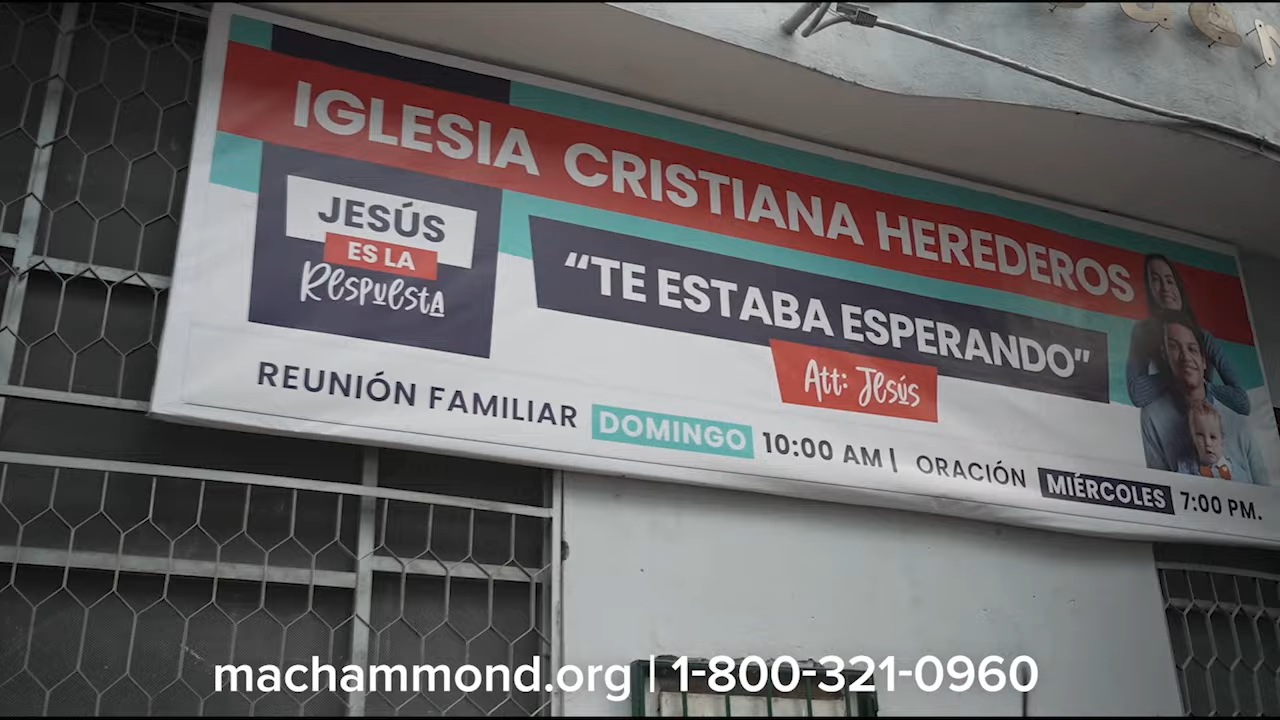 IGLESIA CRISTIANA HEREDEROS
JESÚS
ES LA
Respuesta
“TE ESTABA ESPERANDO”
Att: Jesús
REUNIÓN FAMILIAR DOMINGO 10:00 AM | ORACIÓN MIÉRCOLES 7:00 PM.
machammond.org | 1-800-321-0960